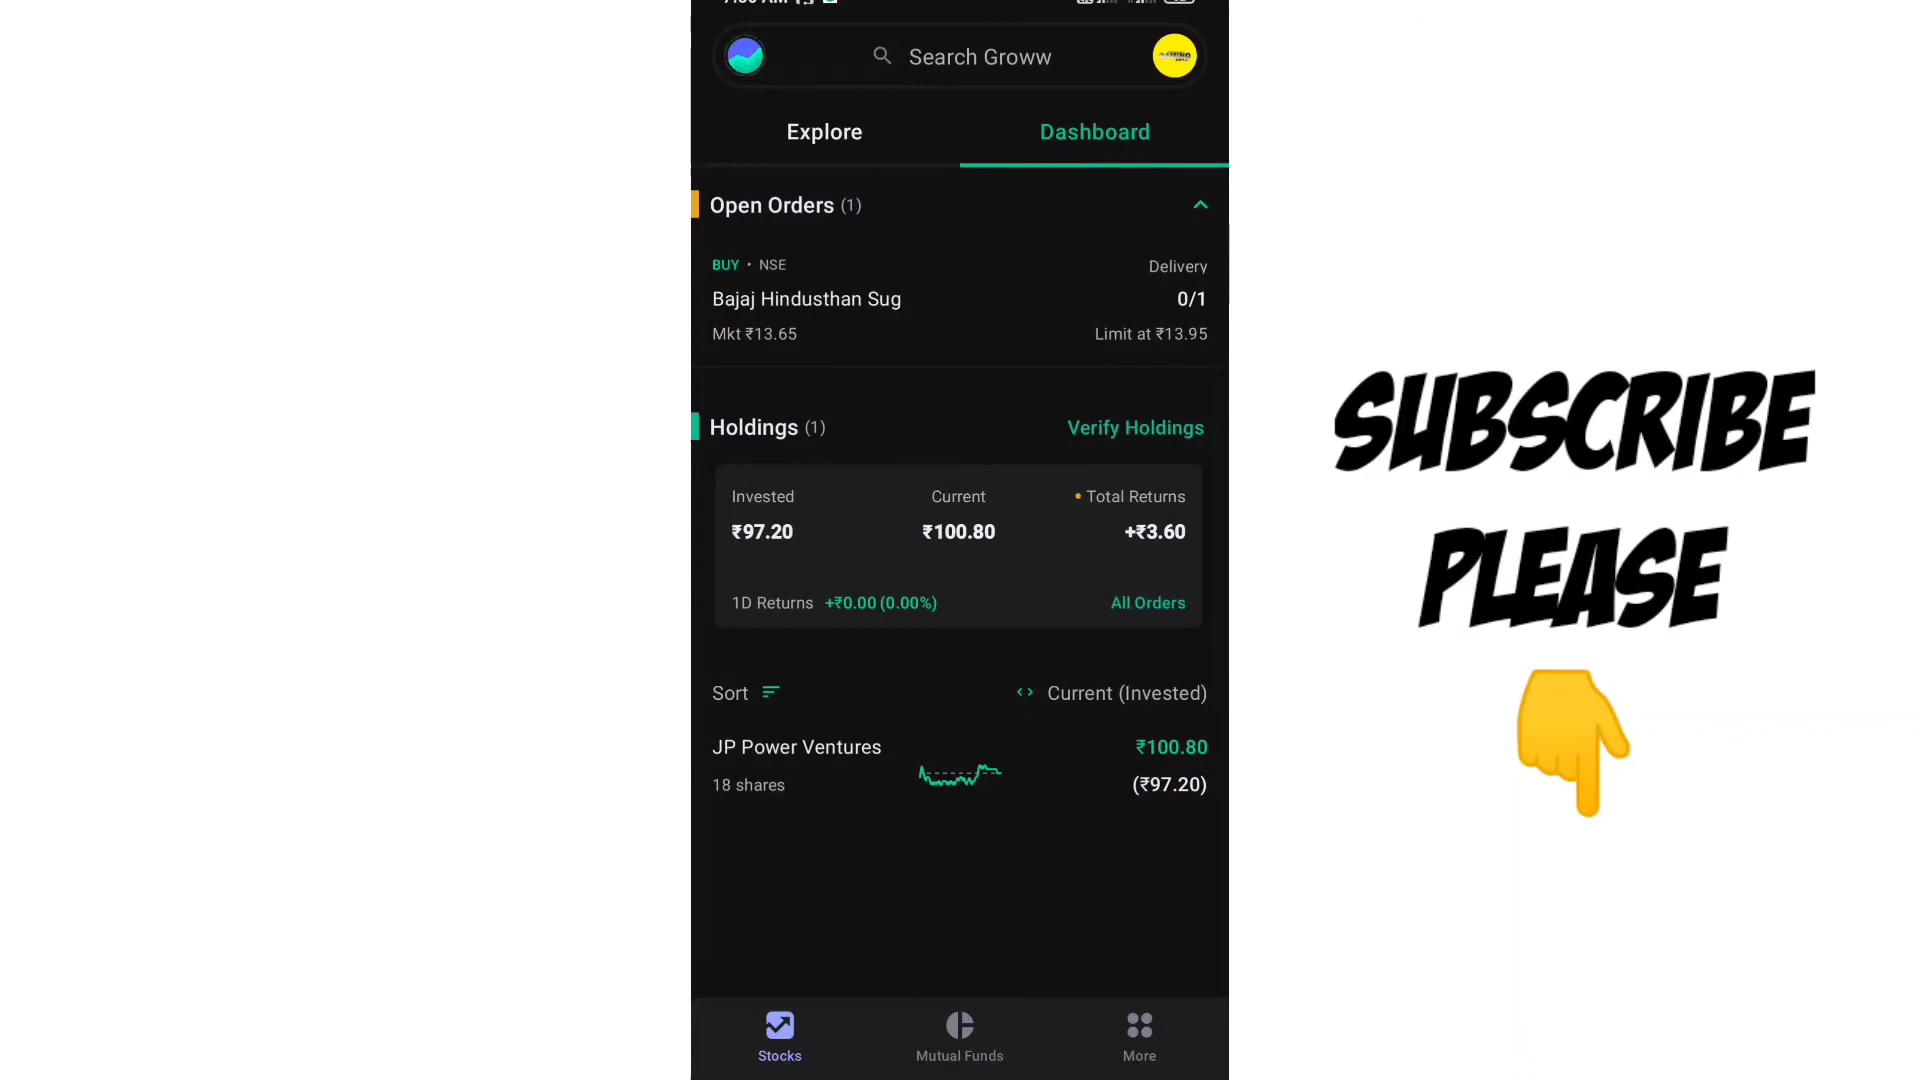 Search Groww
Explore
Dashboard
Open Orders (1)
BUY • NSE
Delivery
Bajaj Hindusthan Sug
0/1
Mkt ₹13.65
Limit at ₹13.95
Holdings (1)
Verify Holdings
Invested
Current
Total Returns
₹97.20
₹100.80
+₹3.60
1D Returns +₹0.00 (0.00%)
All Orders
Sort
Current (Invested)
JP Power Ventures
₹100.80
18 shares
(₹97.20)
Stocks
Mutual Funds
More
SUBSCRIBE
PLEASE